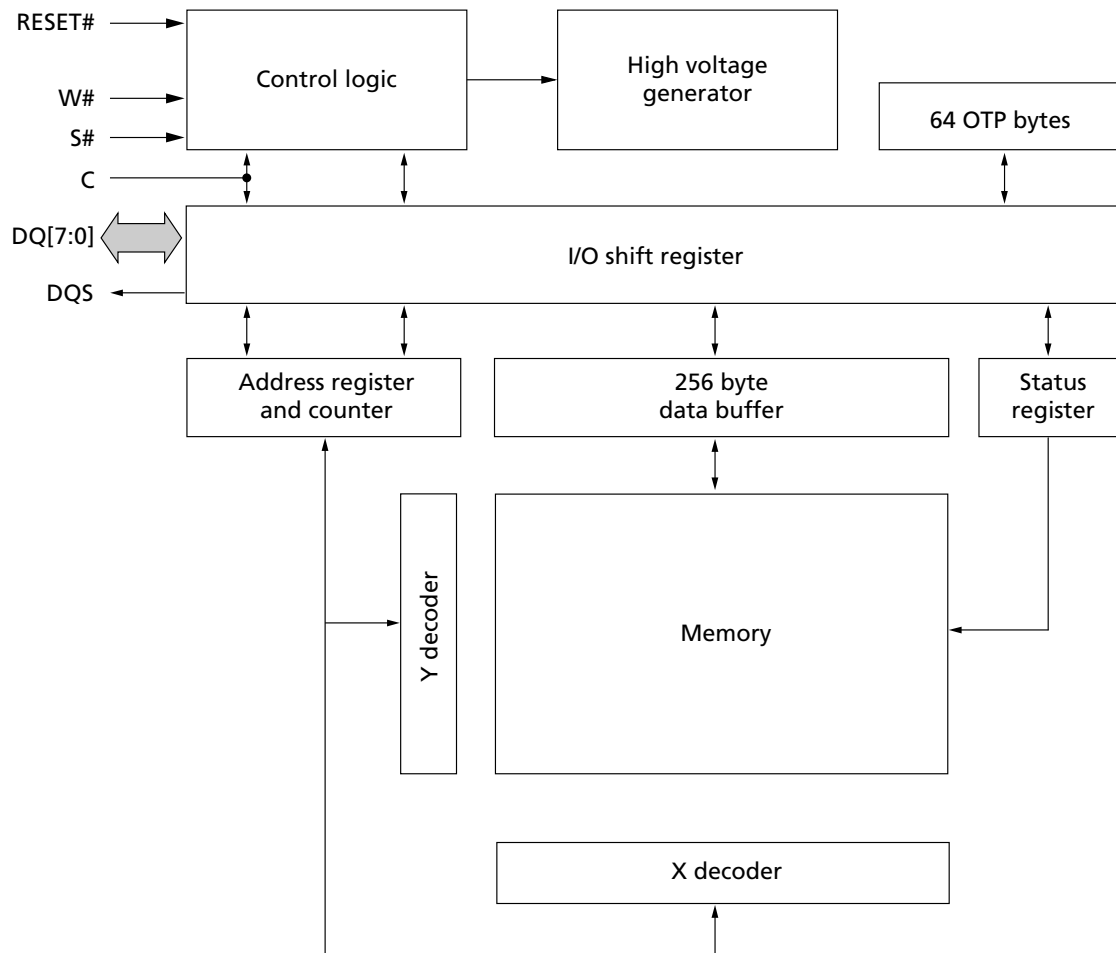 RESET#
Control logic
High voltage
generator
W#
64 OTP bytes
S#
C
DQ[7:0]
I/O shift register
DQS
Address register
and counter
256 byte
data buffer
Status
register
Y decoder
Memory
X decoder